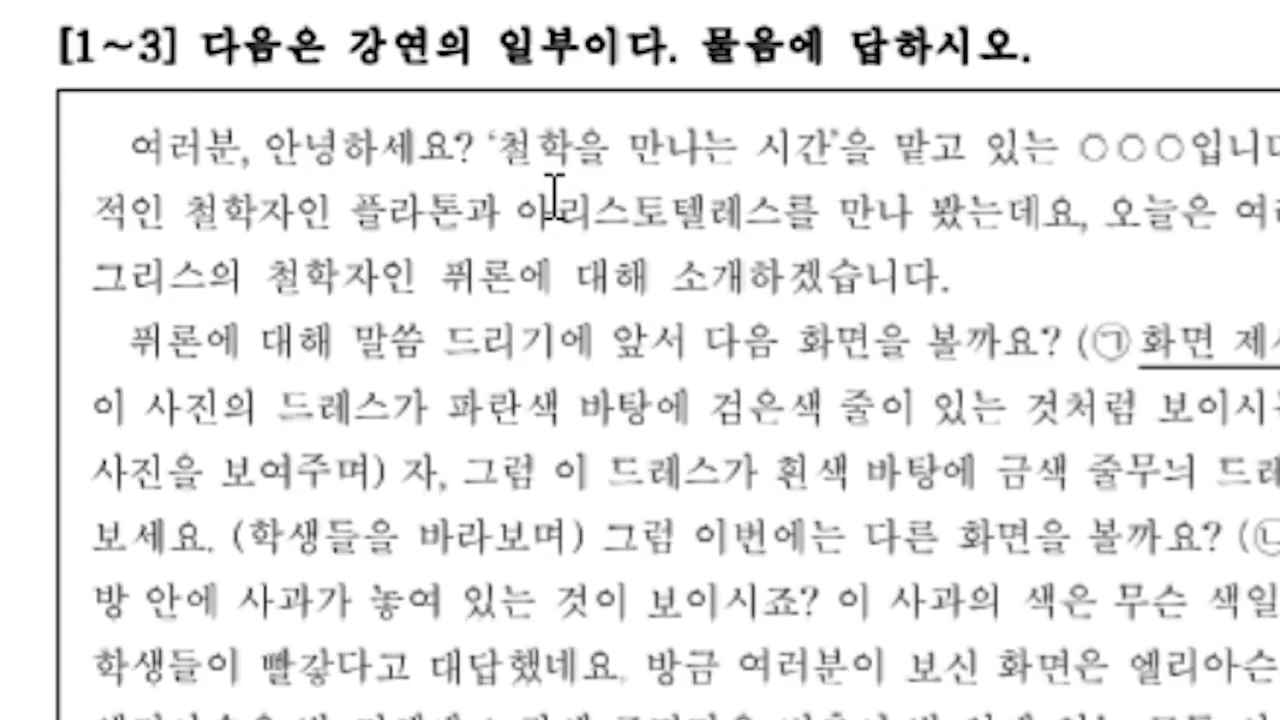 [1~3] 다음은 강연의 일부이다. 물음에 답하시오.
여러분, 안녕하세요? ‘철학을 만나는 시간’을 맡고 있는 ○○○입니다
적인 철학자인 플라톤과 아리스토텔레스를 만나 봤는데요, 오늘은
그리스의 철학자인 퓌론에 대해 소개하겠습니다.
퓌론에 대해 말씀 드리기에 앞서 다음 화면을 볼까요? (㉠ 화면
이 사진의 드레스가 파란색 바탕에 검은색 줄이 있는 것처럼 보이시
사진을 보여주며) 자, 그럼 이 드레스가 흰색 바탕에 금색 줄무늬
보세요. (학생들을 바라보며) 그럼 이번에는 다른 화면을 볼까요? (㉡
방 안에 사과가 놓여 있는 것이 보이시죠? 이 사과의 색은 무슨 색일
학생들이 빨갛다고 대답했네요. 방금 여러분이 보신 화면은 엘리아슨